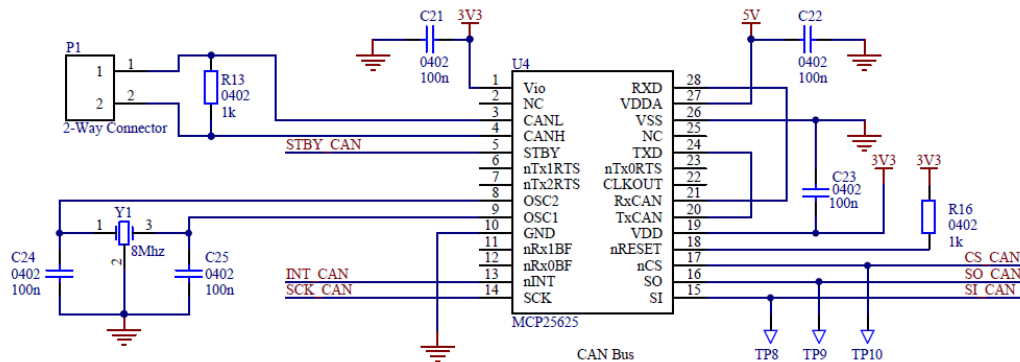 C21
3V3
0402
100n
5V
C22
0402
100n
P1
1
2
1
2
2-Way Connector
R13
0402
1k
U4
1
Vio
RXD
28
2
NC
VDDA
27
3
CANL
VSS
26
4
CANH
NC
25
STBY_CAN
5
STBY
TXD
24
6
nTx1RTS
nTx0RTS
23
7
nTx2RTS
CLKOUT
22
8
OSC2
RxCAN
21
9
OSC1
TxCAN
20
10
GND
VDD
19
11
nRx1BF
nRESET
18
12
nRx0BF
nCS
17
INT_CAN
13
nINT
SO
16
SCK_CAN
14
SCK
SI
15
MCP25625
C23
0402
100n
3V3
3V3
R16
0402
1k
CS_CAN
SO_CAN
SI_CAN
Y1
1
3
2
8Mhz
C24
0402
100n
C25
0402
100n
CAN Bus
TP8
TP9
TP10